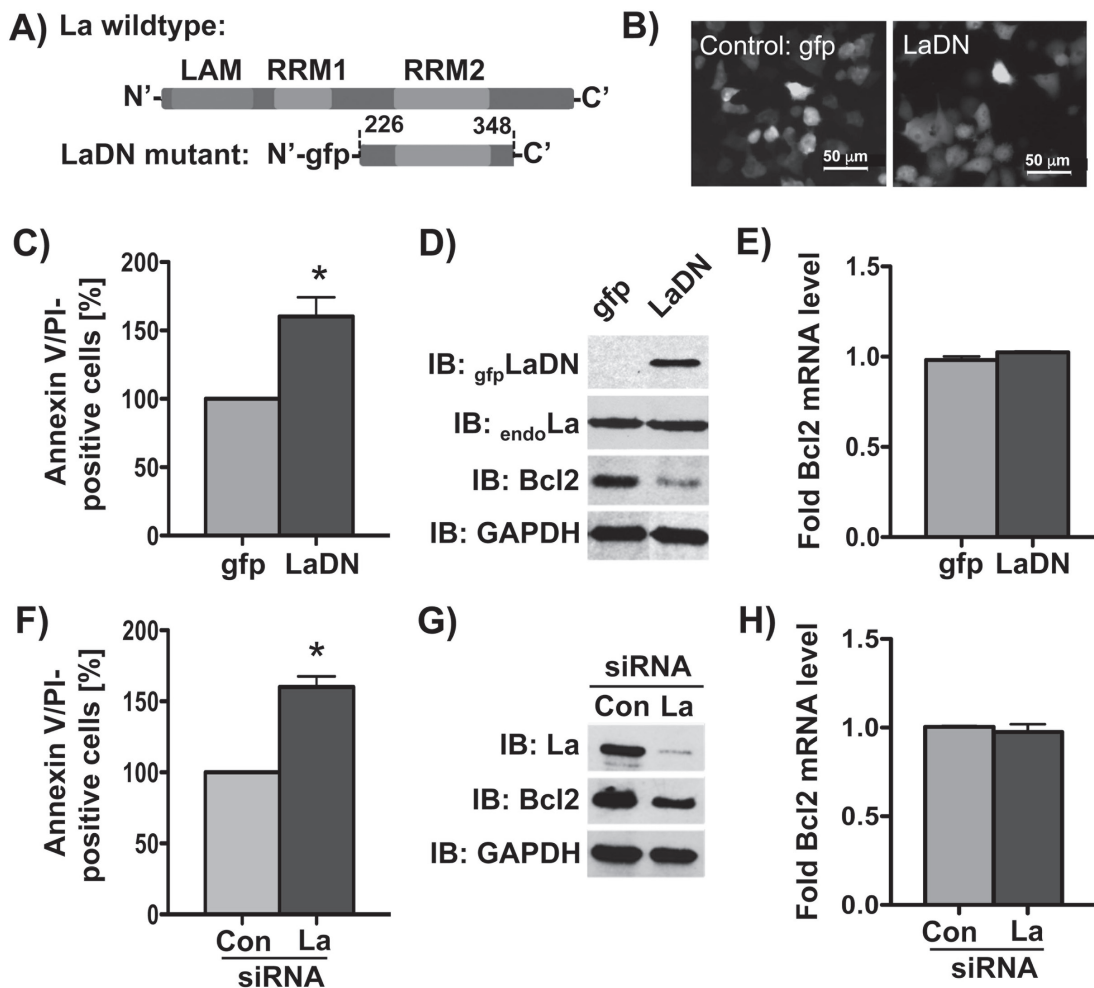 A) La wildtype:
LAM RRM1 RRM2
N’- -C’
226 348
LaDN mutant: N’-gfp- -C’
B)
Control: gfp
50 µm
LaDN
50 µm
C)
Annexin V/PI-
positive cells [%]
200
150
100
50
0
*
gfp LaDN
D)
gfp LaDN
IB: gfpLaDN
IB: endoLa
IB: Bcl2
IB: GAPDH
E)
Fold Bcl2 mRNA level
1.5
1.0
0.5
0.0
gfp LaDN
F)
Annexin V/PI-
positive cells [%]
200
150
100
50
0
*
Con La
siRNA
G)
siRNA
Con La
IB: La
IB: Bcl2
IB: GAPDH
H)
Fold Bcl2 mRNA level
1.5
1.0
0.5
0.0
Con La
siRNA